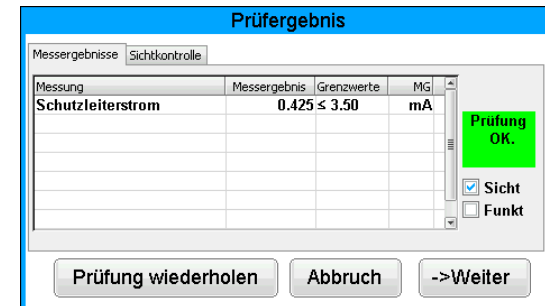 Prüfergebnis
Messergebnisse Sichtkontrolle
Messung Messergebnis Grenzwerte MG
Schutzleiterstrom 0.425 ≤ 3.50 mA
Prüfung
OK.
Sicht
Funkt
Prüfung wiederholen Abbruch ->Weiter